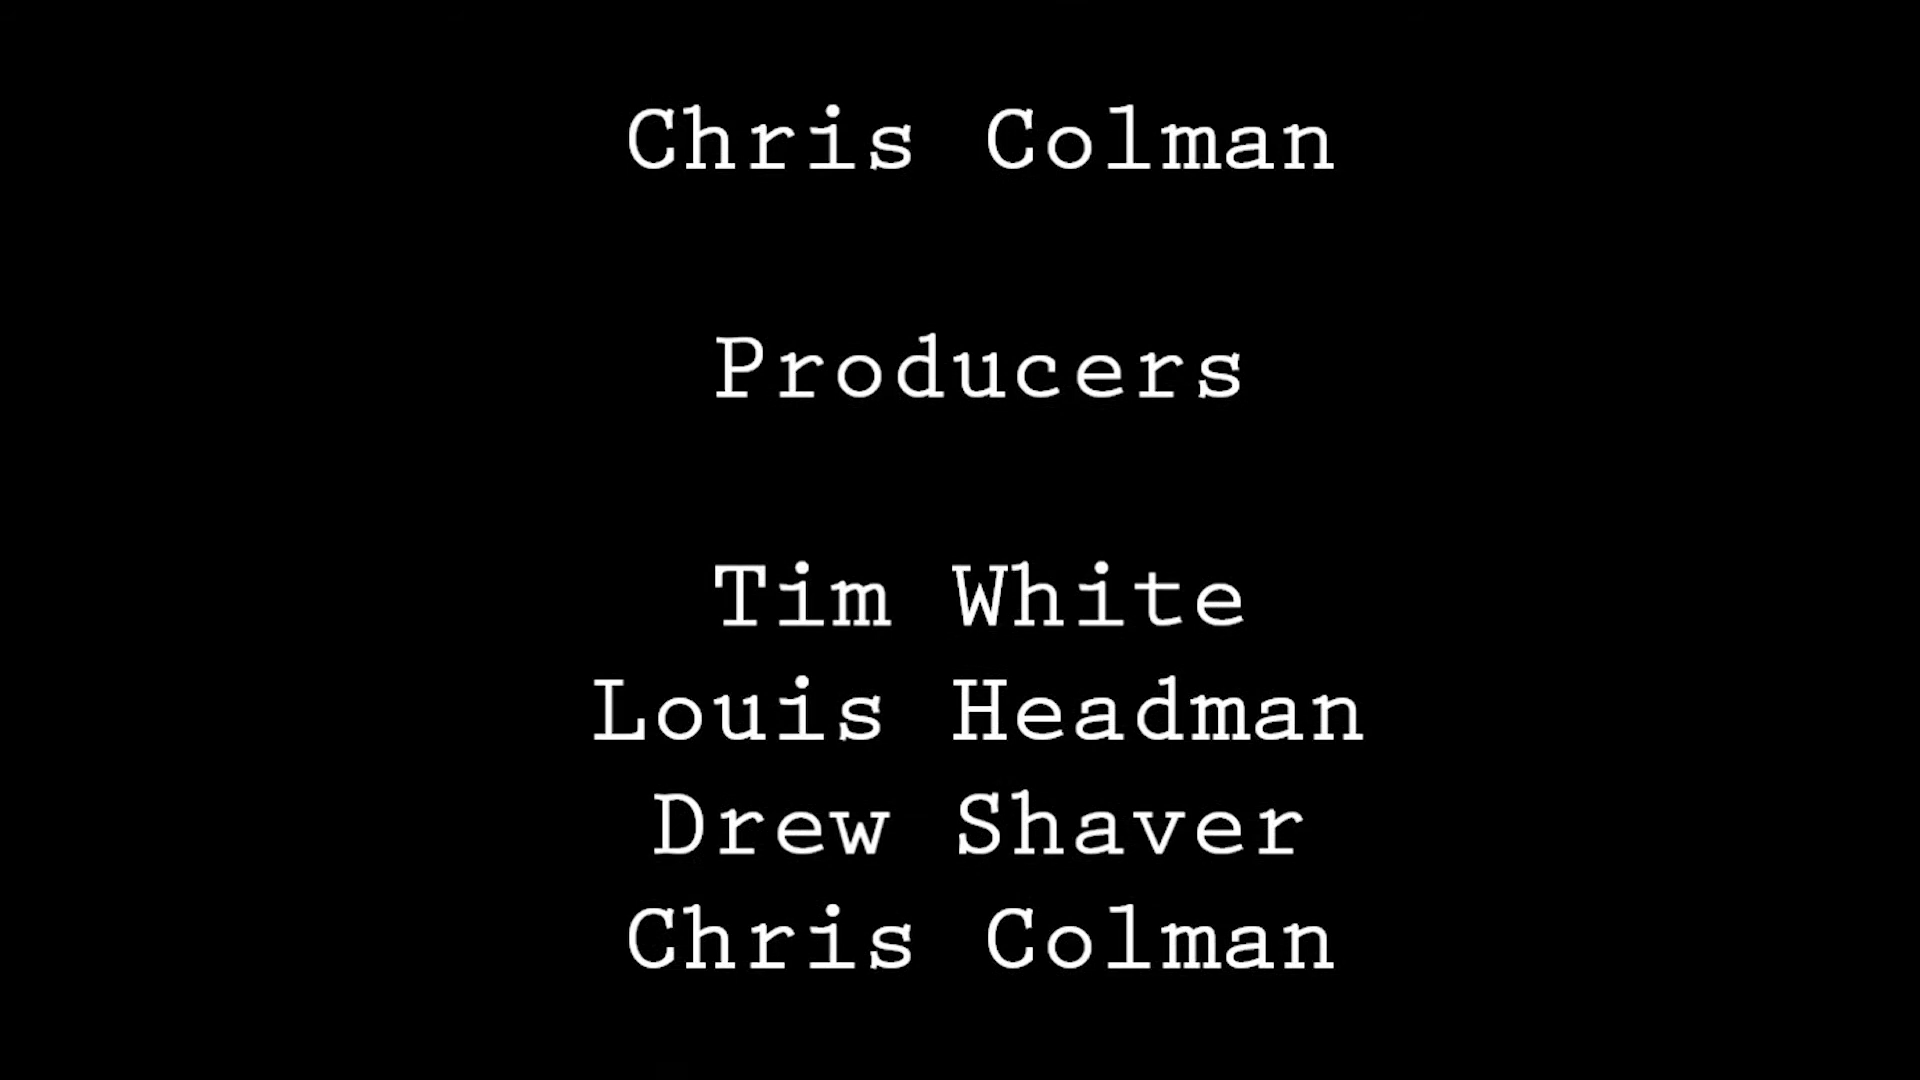 Chris Colman
Producers
Tim White
Louis Headman
Drew Shaver
Chris Colman